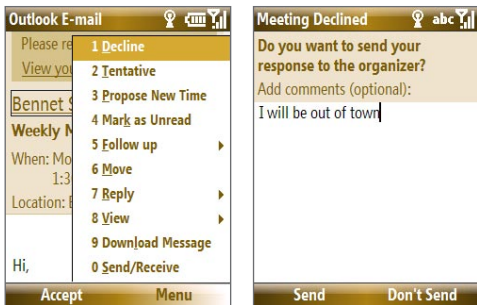 Outlook E-mail
Please re
View you
Bennet S
Weekly M
When: Mo
1:3
Location: E
Hi,
1 Decline
2 Tentative
3 Propose New Time
4 Mark as Unread
5 Follow up
6 Move
7 Reply
8 View
9 Download Message
0 Send/Receive
Accept Menu
Meeting Declined abc
Do you want to send your
response to the organizer?
Add comments (optional):
I will be out of town
Send Don't Send